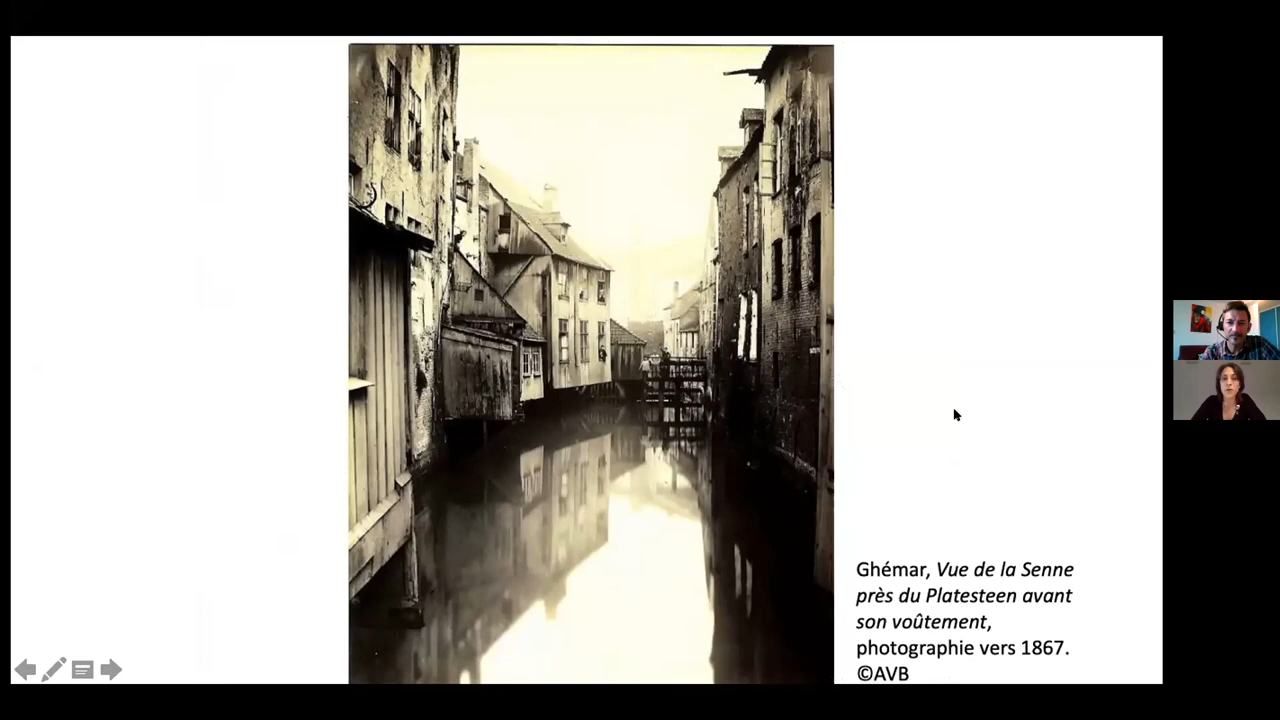 Ghémar, Vue de la Senne
près du Platesteen avant
son voûtement,
photographie vers 1867.
©AVB